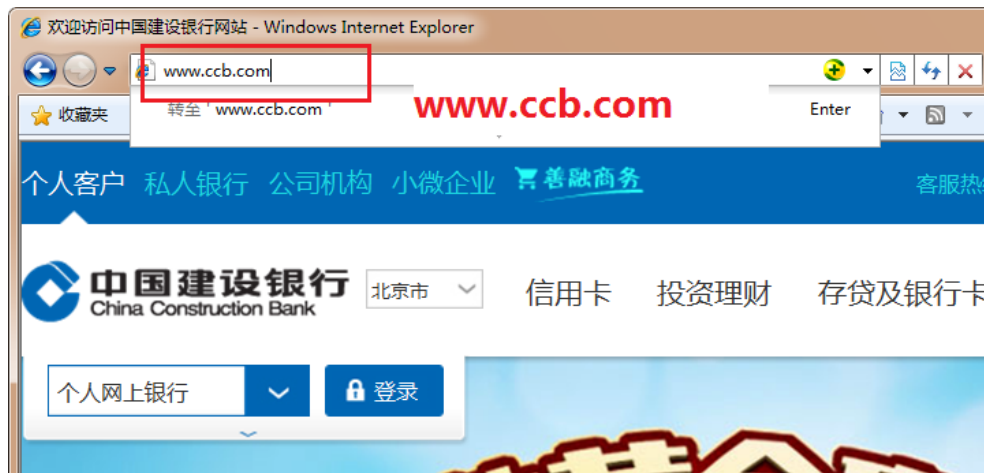 欢迎访问中国建设银行网站 - Windows Internet Explorer
www.ccb.com
收藏夹 转至 ' www.ccb.com ' www.ccb.com Enter
个人客户 私人银行 公司机构 小微企业 善融商务 客服热
中国建设银行 北京市 信用卡 投资理财 存贷及银行卡
China Construction Bank
个人网上银行 登录